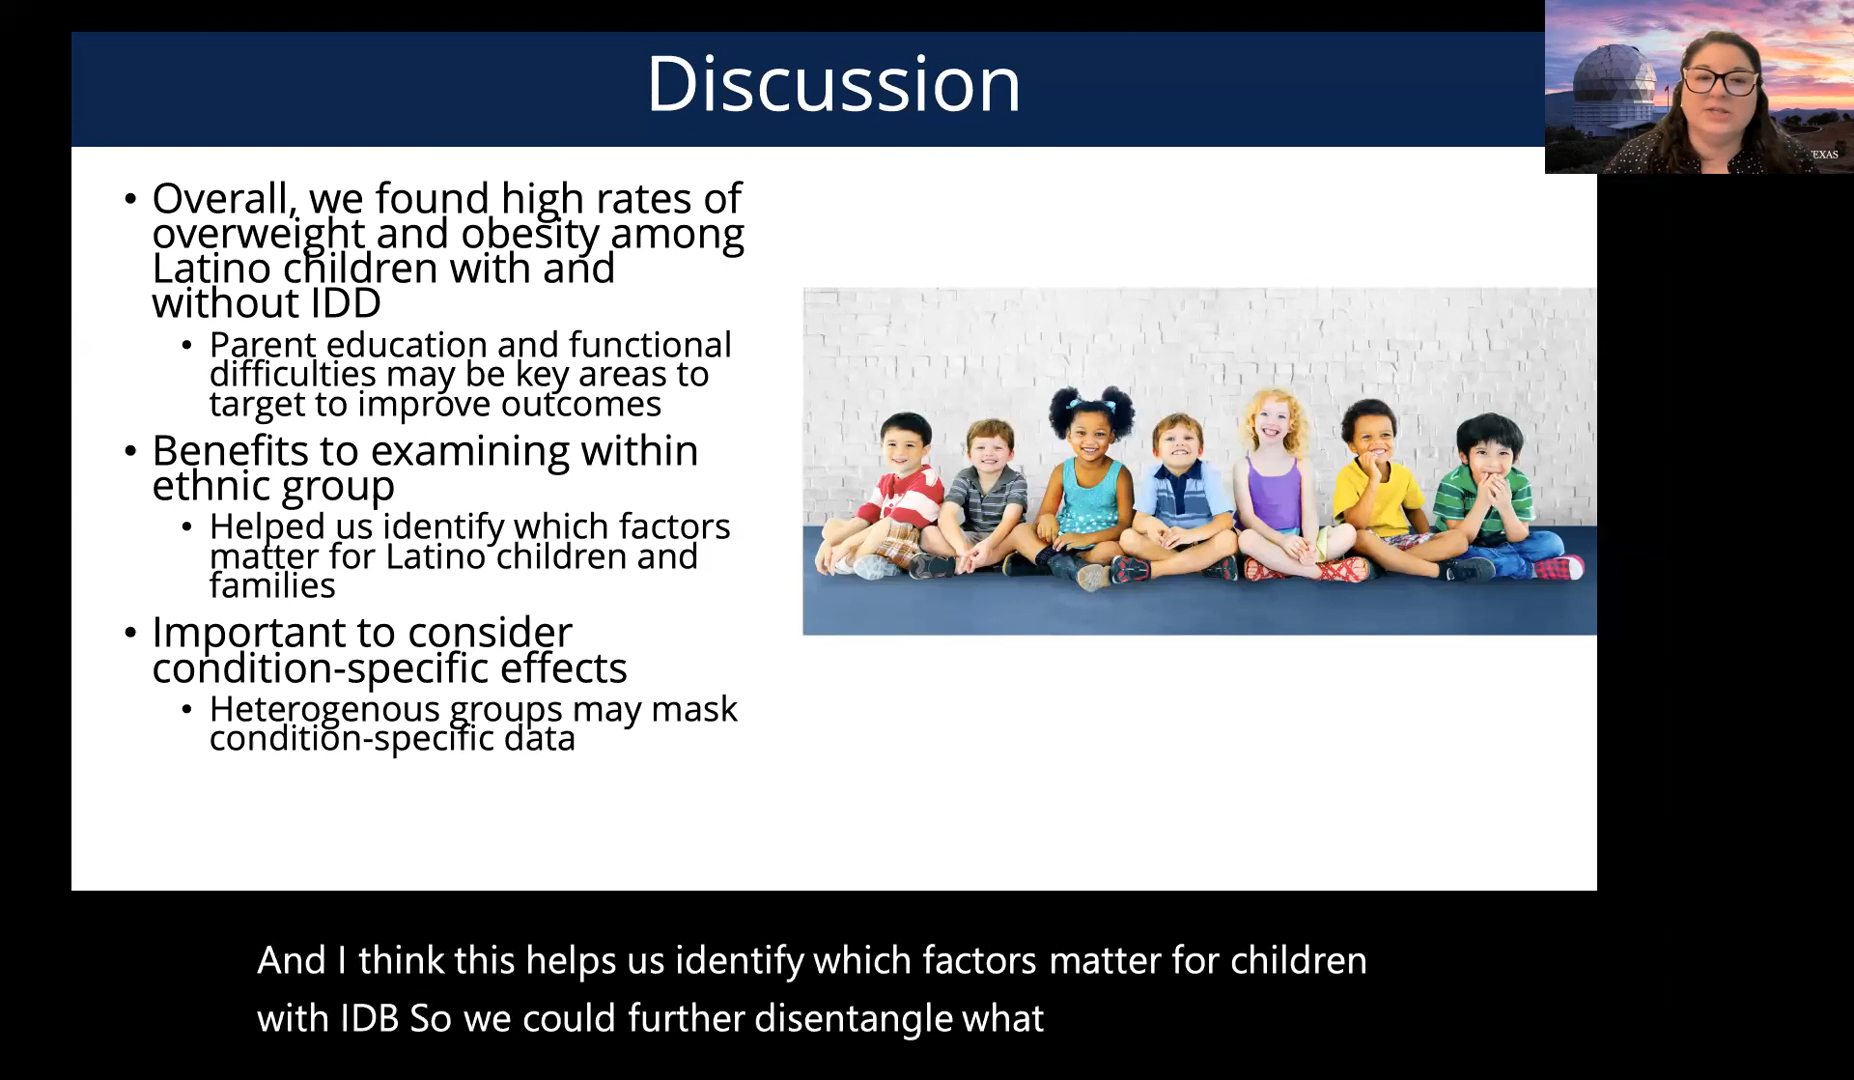 Discussion
• Overall, we found high rates of
overweight and obesity among
Latino children with and
without IDD
• Parent education and functional
difficulties may be key areas to
target to improve outcomes
• Benefits to examining within
ethnic group
• Helped us identify which factors
matter for Latino children and
families
• Important to consider
condition-specific effects
• Heterogenous groups may mask
condition-specific data
TEXAS
And I think this helps us identify which factors matter for children
with IDB So we could further disentangle what